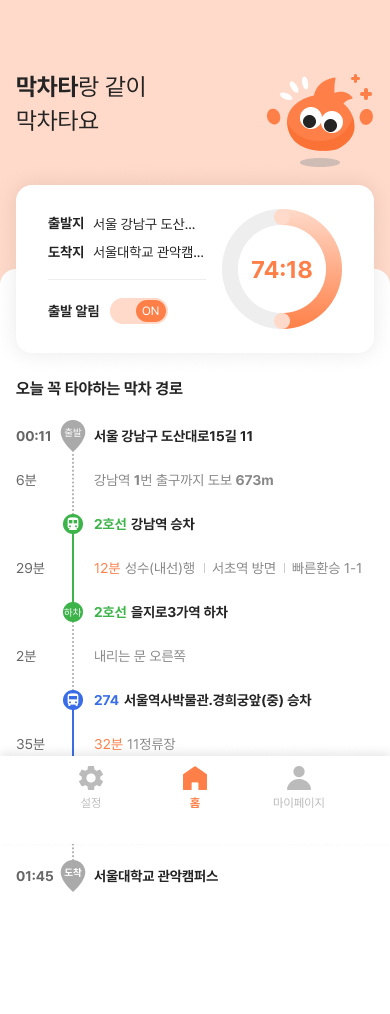 막차타랑 같이
막차타요
출발지 서울 강남구 도산...
도착지 서울대학교 관악캠...
74:18
출발 알림 ON
오늘 꼭 타야하는 막차 경로
00:11 출발 서울 강남구 도산대로15길 11
6분 강남역 1번 출구까지 도보 673m
2호선 강남역 승차
29분 12분 성수(내선)행 | 서초역 방면 | 빠른환승 1-1
하차 2호선 을지로3가역 하차
2분 내리는 문 오른쪽
274 서울역사박물관.경희궁앞(중) 승차
35분 32분 11정류장
설정 홈 마이페이지
01:45 도착 서울대학교 관악캠퍼스